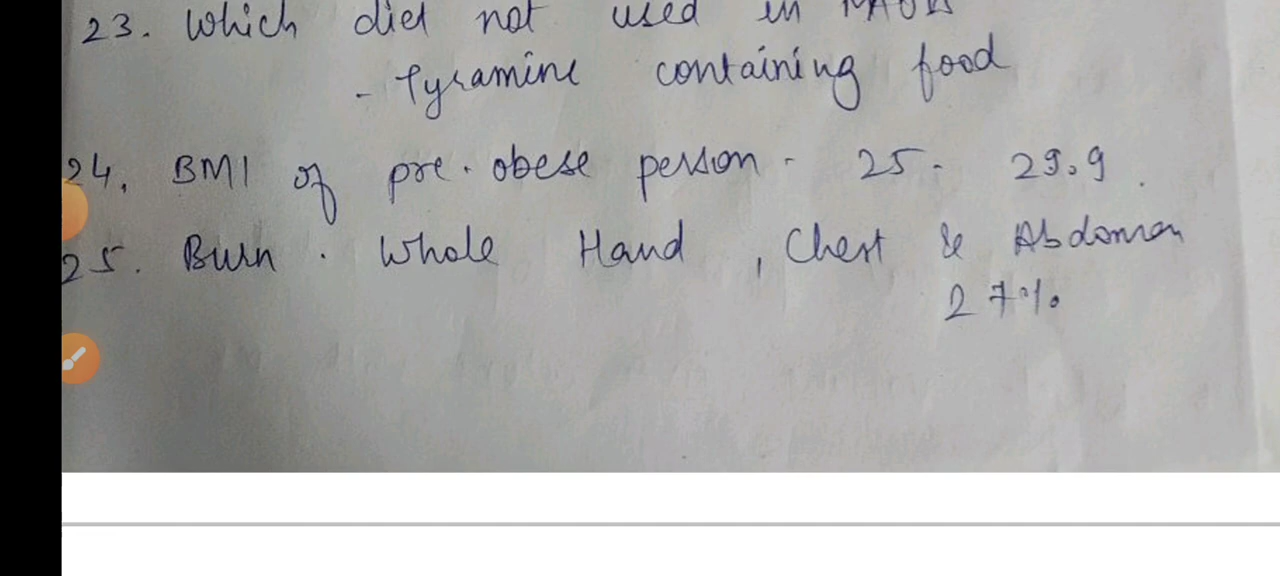 23. Which diet not used in MAOIs
- Tyramine containing food
24. BMI of pre-obese person - 25 - 29.9.
25. Burn. Whole Hand, Chest & Abdomen
27%